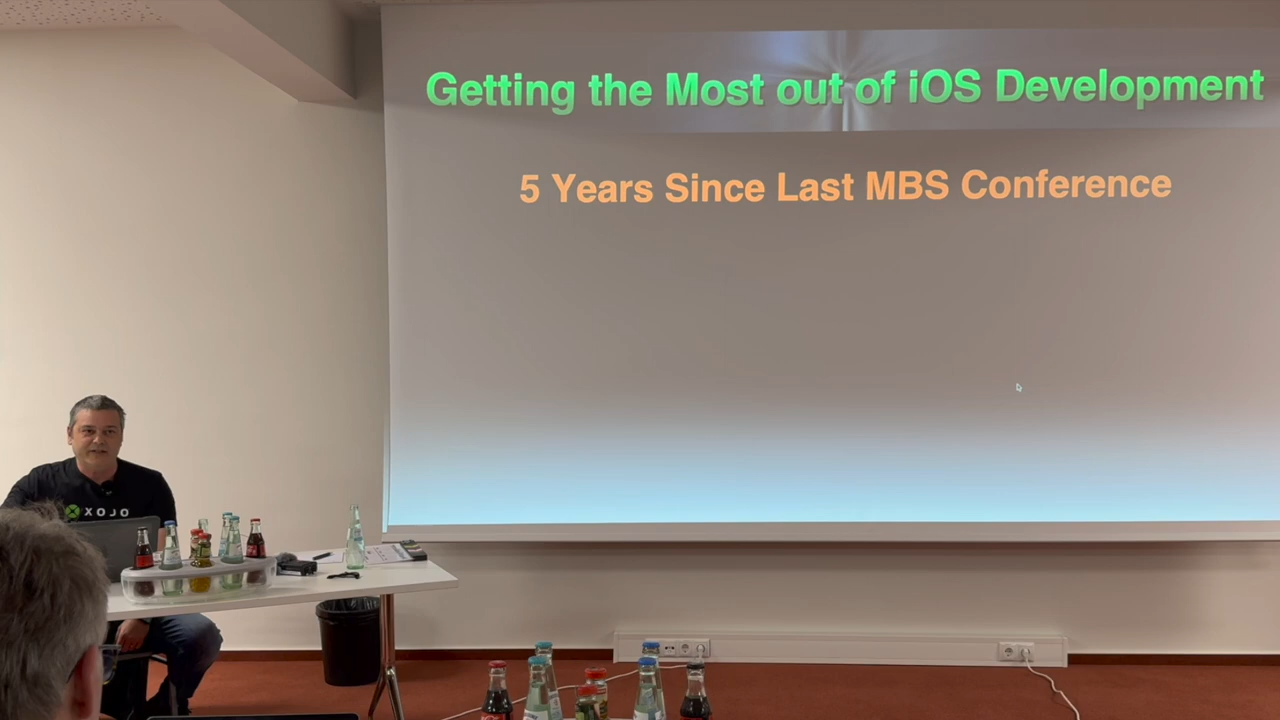 Getting the Most out of iOS Development
5 Years Since Last MBS Conference
XOJO